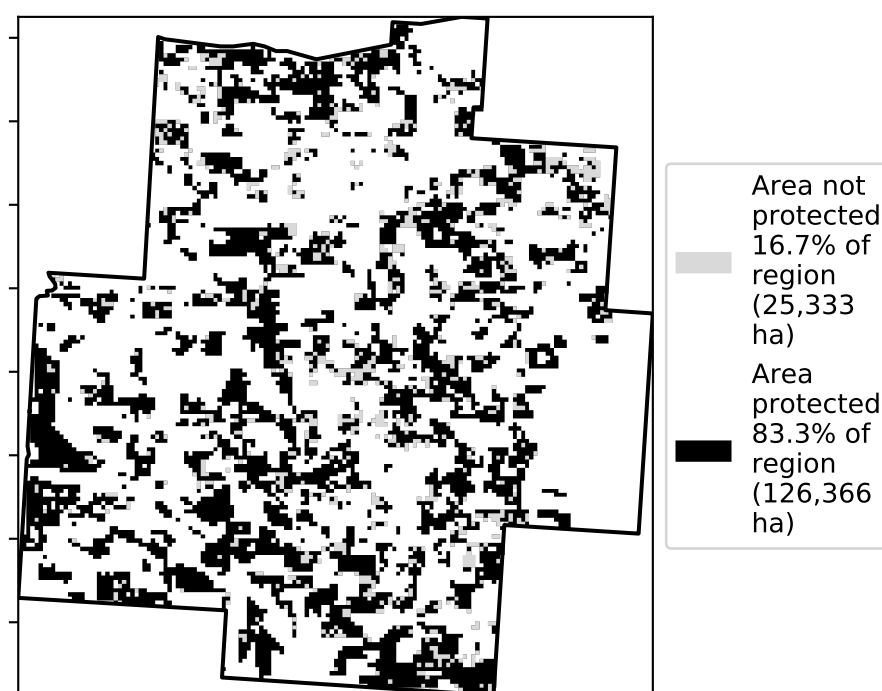 Area not
protected
16.7% of
region
(25,333
ha)
Area
protected
83.3% of
region
(126,366
ha)